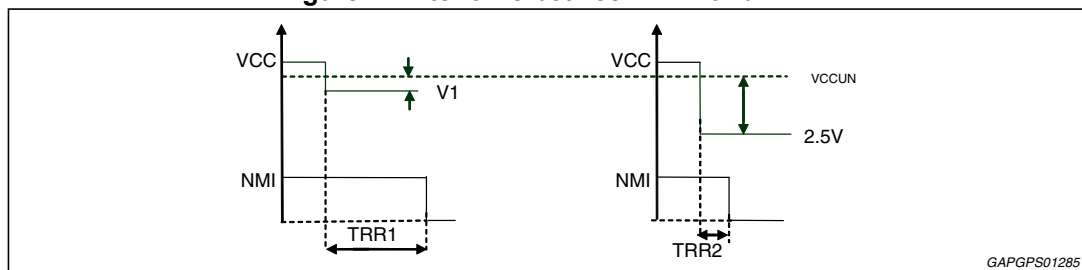 VCC
V1
NMI
TRR1
VCC
VCCUN
2.5V
NMI
TRR2
GAPGPS01285